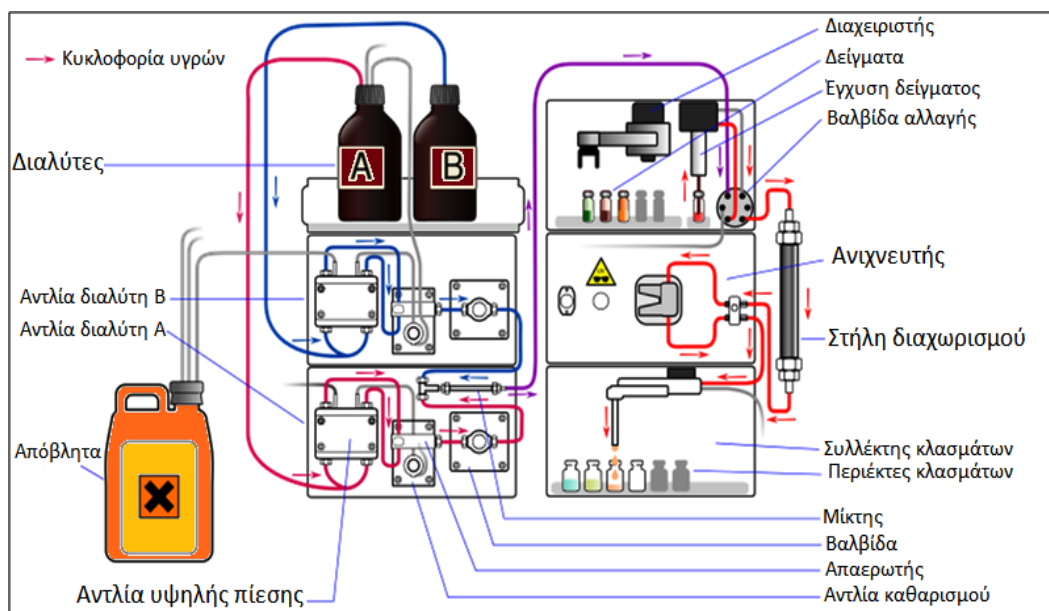 Κυκλοφορία υγρών
Διαλύτες
A
B
Αντλία διαλύτη Β
Αντλία διαλύτη Α
Απόβλητα
Αντλία υψηλής πίεσης
Διαχειριστής
Δείγματα
Έγχυση δείγματος
Βαλβίδα αλλαγής
UV
Ανιχνευτής
Στήλη διαχωρισμού
Συλλέκτης κλασμάτων
Περιέκτες κλασμάτων
Μίκτης
Βαλβίδα
Απαερωτής
Αντλία καθαρισμού